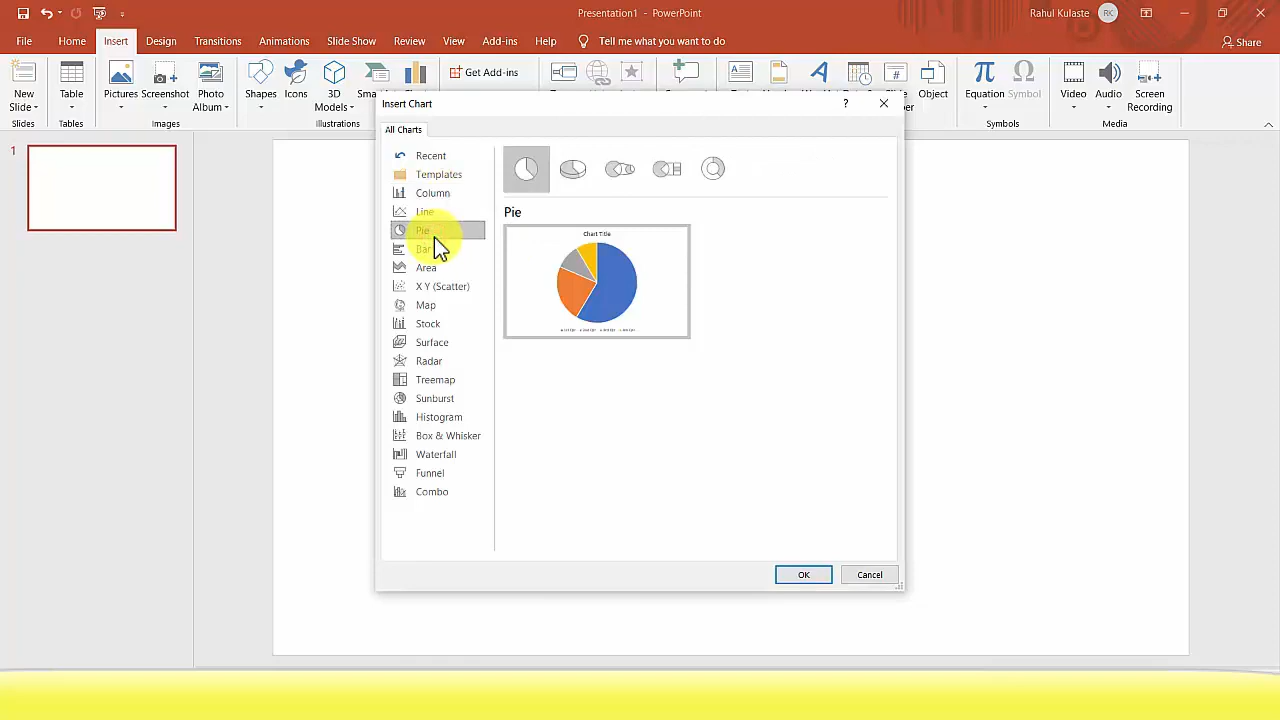 Presentation1 - PowerPoint
Rahul Kulaste RK
File Home Insert Design Transitions Animations Slide Show Review View Add-ins Help Tell me what you want to do
Share
New
Slide
Table
Pictures
Screenshot
Photo
Album
Shapes
Icons
3D
Models
Get Add-ins
Equation
Symbol
Object
Video
Audio
Screen
Recording
Slides
Tables
Images
Illustrations
Symbols
Media
1
Insert Chart
?
All Charts
Recent
Templates
Column
Line
Pie
Bar
Area
X Y (Scatter)
Map
Stock
Surface
Radar
Treemap
Sunburst
Histogram
Box & Whisker
Waterfall
Funnel
Combo
Pie
Chart Title
OK
Cancel